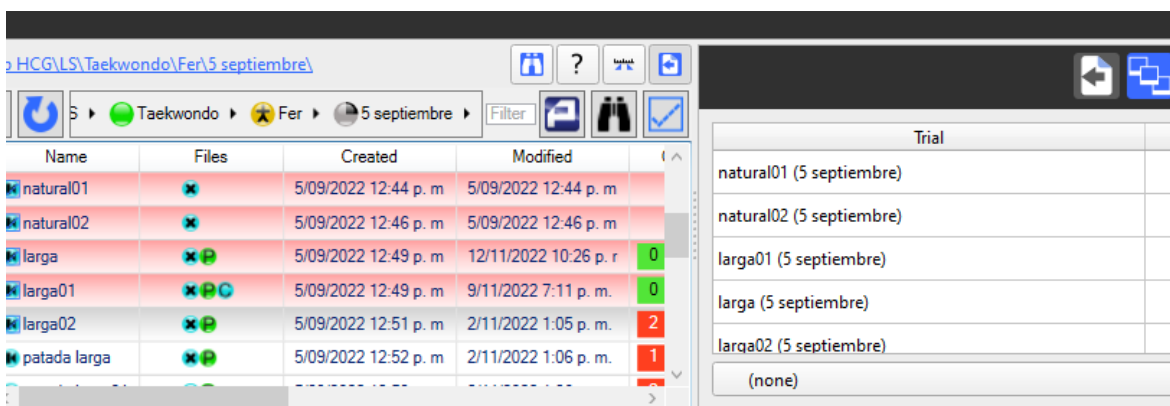 HCG\LS\Taekwondo\Fer\5 septiembre\
?
S Taekwondo Fer 5 septiembre Filter
Name Files Created Modified
natural01 5/09/2022 12:44 p. m 5/09/2022 12:44 p. m
natural02 5/09/2022 12:46 p. m 5/09/2022 12:46 p. m
larga P 5/09/2022 12:49 p. m 12/11/2022 10:26 p. r 0
larga01 P C 5/09/2022 12:49 p. m 9/11/2022 7:11 p. m. 0
larga02 P 5/09/2022 12:51 p. m 2/11/2022 1:05 p. m. 2
patada larga P 5/09/2022 12:52 p. m 2/11/2022 1:06 p. m. 1
Trial
natural01 (5 septiembre)
natural02 (5 septiembre)
larga01 (5 septiembre)
larga (5 septiembre)
larga02 (5 septiembre)
(none)